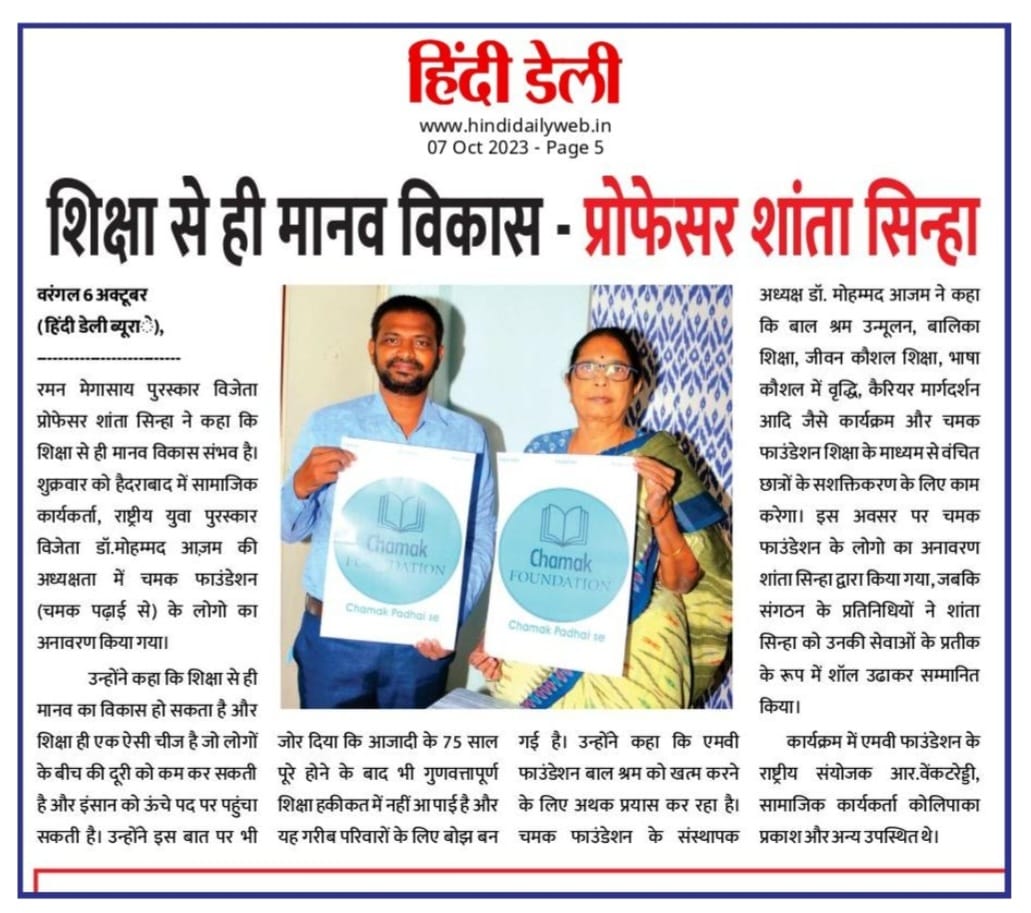 हिंदी डेली
www.hindidailyweb.in
07 Oct 2023 - Page 5
शिक्षा से ही मानव विकास - प्रोफेसर शांता सिन्हा
वरंगल 6 अक्टूबर
(हिंदी डेली ब्यूराे),
----------------------------
रमन मेगासाय पुरस्कार विजेता
प्रोफेसर शांता सिन्हा ने कहा कि
शिक्षा से ही मानव विकास संभव है।
शुक्रवार को हैदराबाद में सामाजिक
कार्यकर्ता, राष्ट्रीय युवा पुरस्कार
विजेता डॉ.मोहम्मद आज़म की
अध्यक्षता में चमक फाउंडेशन
(चमक पढ़ाई से) के लोगो का
अनावरण किया गया।
उन्होंने कहा कि शिक्षा से ही
मानव का विकास हो सकता है और
शिक्षा ही एक ऐसी चीज है जो लोगों
के बीच की दूरी को कम कर सकती
है और इंसान को ऊंचे पद पर पहुंचा
सकती है। उन्होंने इस बात पर भी
Chamak
FOUNDATION
Chamak Padhai se
Chamak
FOUNDATION
Chamak Padhai se
जोर दिया कि आजादी के 75 साल
पूरे होने के बाद भी गुणवत्तापूर्ण
शिक्षा हकीकत में नहीं आ पाई है और
यह गरीब परिवारों के लिए बोझ बन
गई है। उन्होंने कहा कि एमवी
फाउंडेशन बाल श्रम को खत्म करने
के लिए अथक प्रयास कर रहा है।
चमक फाउंडेशन के संस्थापक
अध्यक्ष डॉ. मोहम्मद आजम ने कहा
कि बाल श्रम उन्मूलन, बालिका
शिक्षा, जीवन कौशल शिक्षा, भाषा
कौशल में वृद्धि, कैरियर मार्गदर्शन
आदि जैसे कार्यक्रम और चमक
फाउंडेशन शिक्षा के माध्यम से वंचित
छात्रों के सशक्तिकरण के लिए काम
करेगा। इस अवसर पर चमक
फाउंडेशन के लोगो का अनावरण
शांता सिन्हा द्वारा किया गया, जबकि
संगठन के प्रतिनिधियों ने शांता
सिन्हा को उनकी सेवाओं के प्रतीक
के रूप में शॉल उढाकर सम्मानित
किया।
कार्यक्रम में एमवी फाउंडेशन के
राष्ट्रीय संयोजक आर.वेंकटरेड्डी,
सामाजिक कार्यकर्ता कोलिपाका
प्रकाश और अन्य उपस्थित थे।